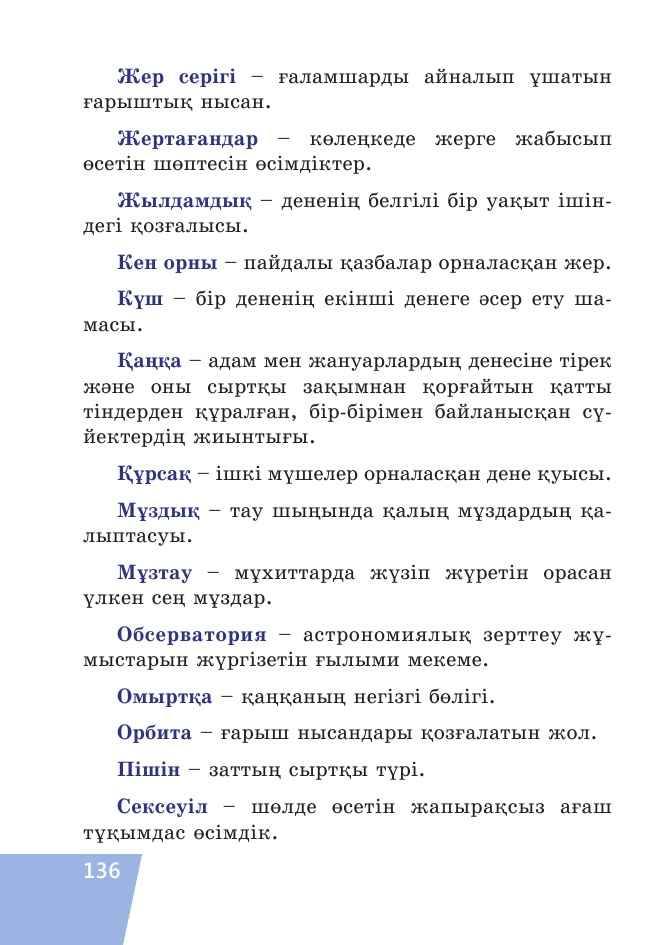 Жер серігі – ғаламшарды айналып ұшатын
ғарыштық нысан.
Жертағандар – көлеңкеде жерге жабысып
өсетін шөптесін өсімдіктер.
Жылдамдық – дененің белгілі бір уақыт ішін-
дегі қозғалысы.
Кен орны – пайдалы қазбалар орналасқан жер.
Күш – бір дененің екінші денеге әсер ету ша-
масы.
Қаңқа – адам мен жануарлардың денесіне тірек
және оны сыртқы зақымнан қорғайтын қатты
тіндерден құралған, бір-бірімен байланысқан сү-
йектердің жиынтығы.
Құрсақ – ішкі мүшелер орналасқан дене қуысы.
Мұздық – тау шыңында қалың мұздардың қа-
лыптасуы.
Мұзтау – мұхиттарда жүзіп жүретін орасан
үлкен сең мұздар.
Обсерватория – астрономиялық зерттеу жұ-
мыстарын жүргізетін ғылыми мекеме.
Омыртқа – қаңқаның негізгі бөлігі.
Орбита – ғарыш нысандары қозғалатын жол.
Пішін – заттың сыртқы түрі.
Сексеуіл – шөлде өсетін жапырақсыз ағаш
тұқымдас өсімдік.
136